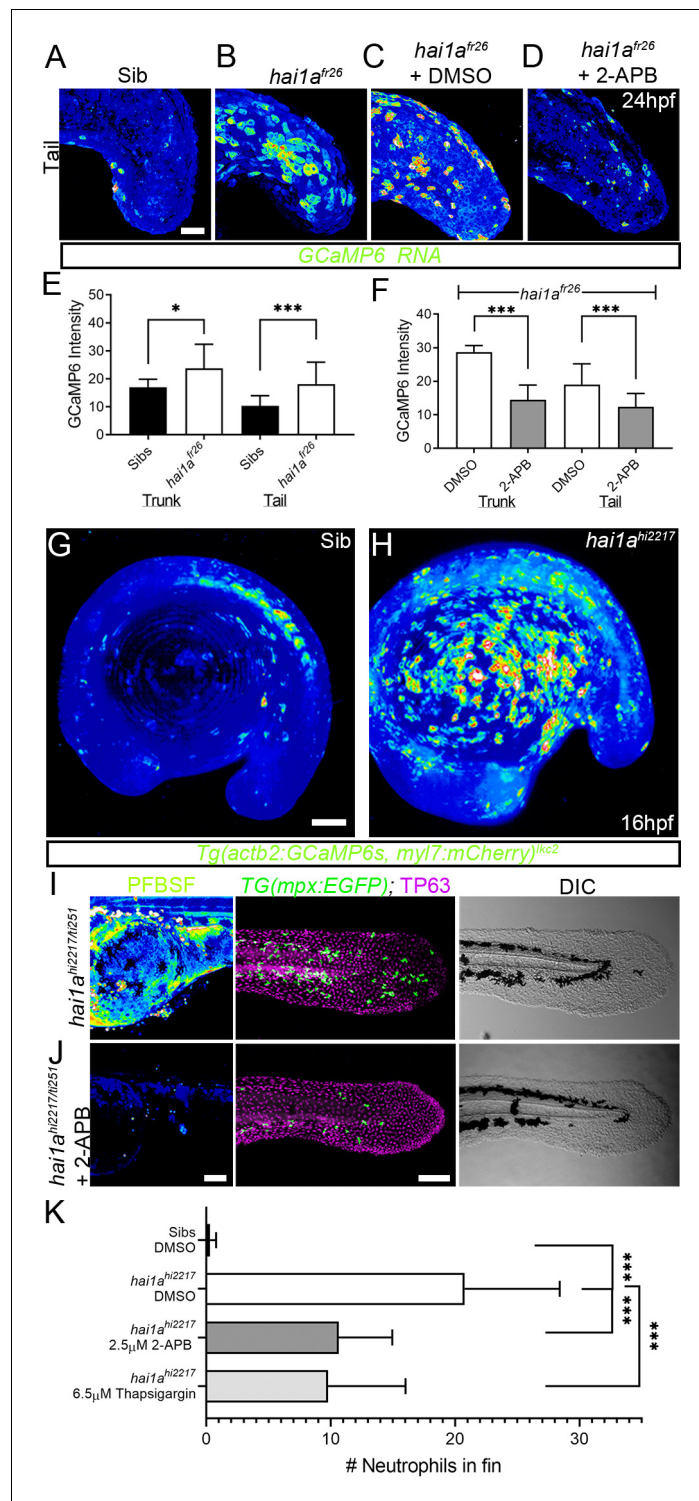 A
Sib
B
hai1a^fr26
C
hai1a^fr26
+ DMSO
D
hai1a^fr26
+ 2-APB
24hpf
Tail
GCaMP6 RNA
E
GCaMP6 Intensity
50
40
30
20
10
0
*
***
Sibs
hai1a^fr26
Sibs
hai1a^fr26
Trunk
Tail
F
hai1a^fr26
GCaMP6 Intensity
40
30
20
10
0
***
***
DMSO
2-APB
DMSO
2-APB
Trunk
Tail
G
Sib
H
hai1a^hi2217
16hpf
Tg(actb2:GCaMP6s, myl7:mCherry)^lkc2
I
PFBSF
TG(mpx:EGFP); TP63
DIC
hai1a^hi2217/ti251
J
hai1a^hi2217/ti251
+ 2-APB
K
Sibs
DMSO
hai1a^hi2217
DMSO
hai1a^hi2217
2.5µM 2-APB
hai1a^hi2217
6.5µM Thapsigargin
***
***
***
0
10
20
30
# Neutrophils in fin